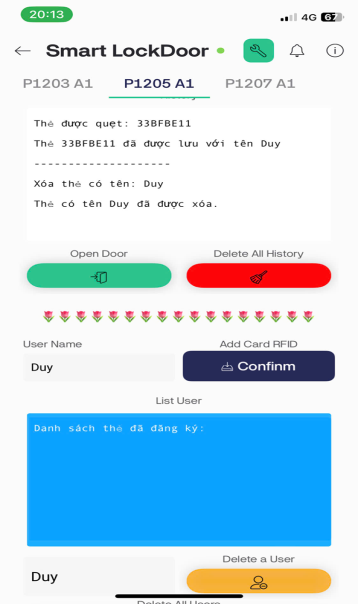 20:13
4G 67
Smart LockDoor
P1203 A1 P1205 A1 P1207 A1
History
Thẻ được quẹt: 33BFBE11
Thẻ 33BFBE11 đã được lưu với tên Duy
-------------------
Xóa thẻ có tên: Duy
Thẻ có tên Duy đã được xóa.
Open Door Delete All History
User Name Add Card RFID
Duy Confirm
List User
Danh sách thẻ đã đăng ký:
Delete a User
Duy
Delete All Users